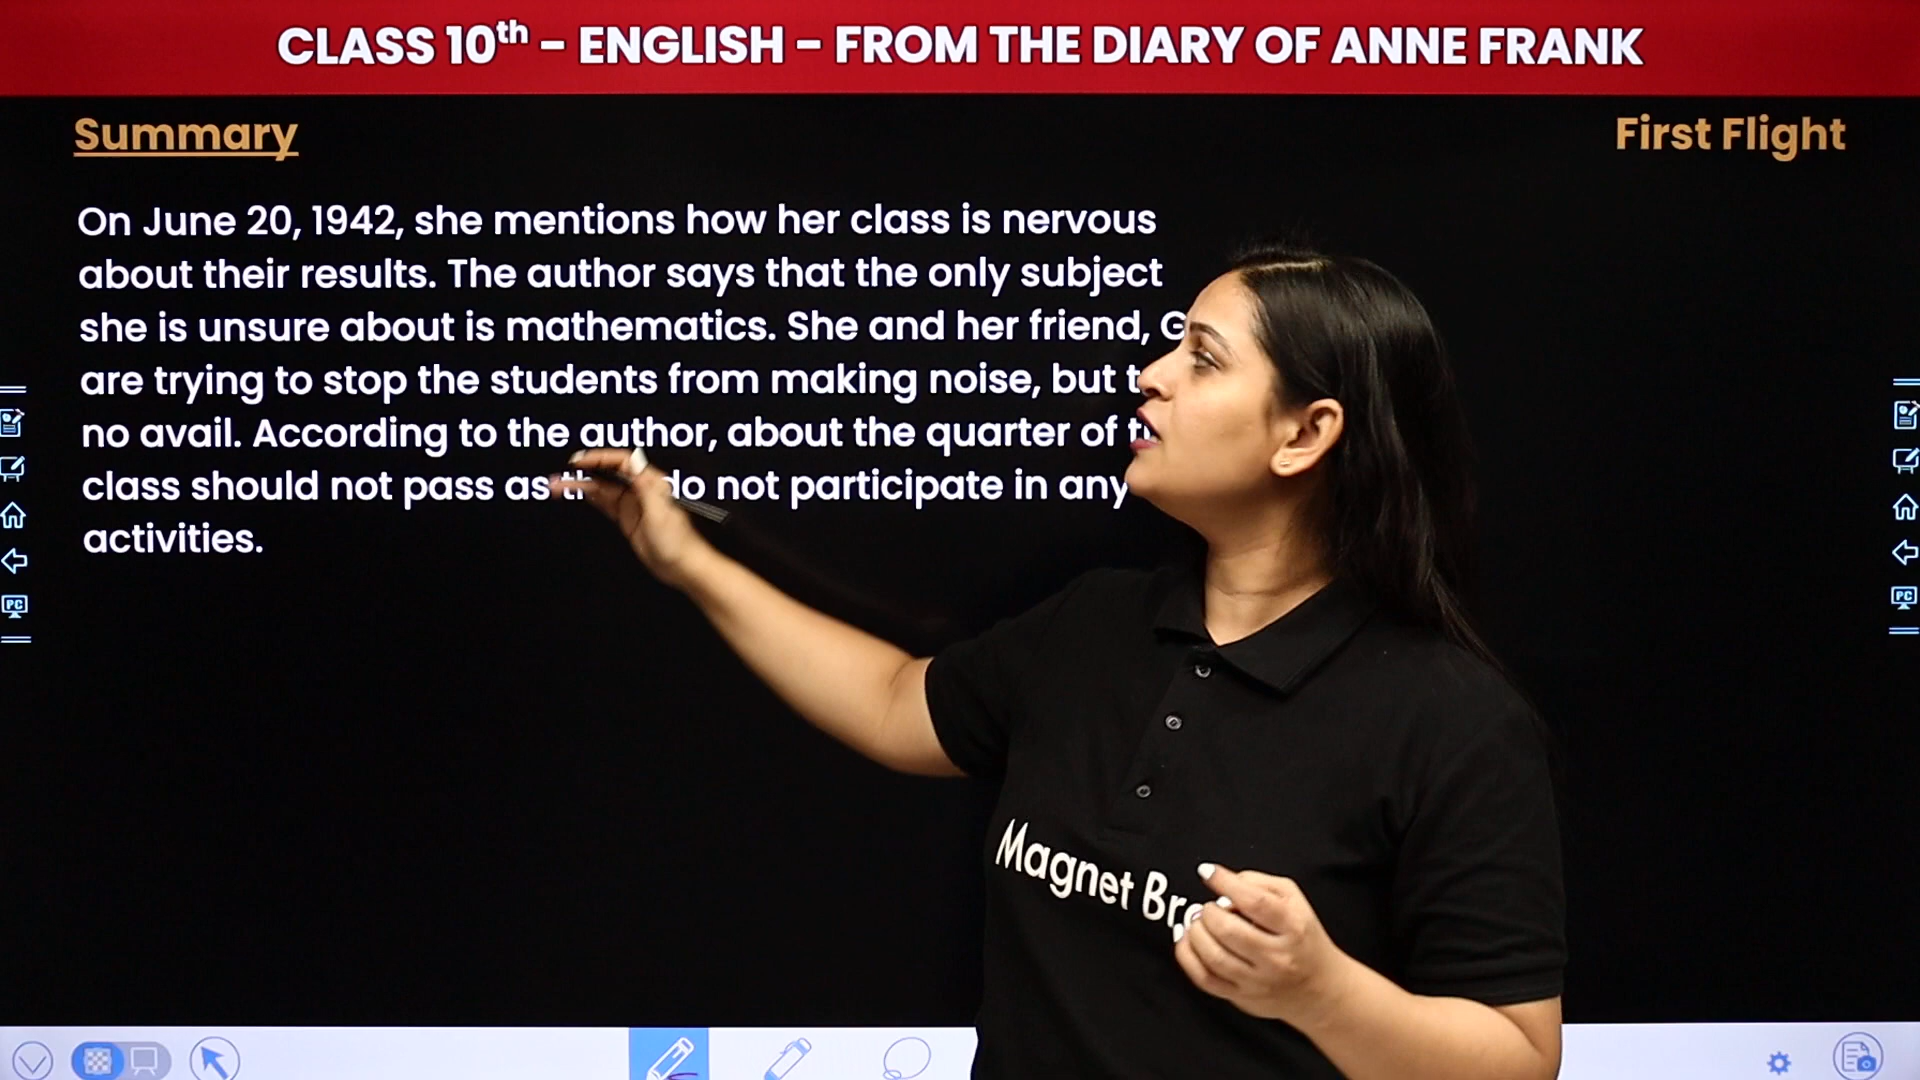 CLASS 10th - ENGLISH - FROM THE DIARY OF ANNE FRANK
Summary
First Flight
On June 20, 1942, she mentions how her class is nervous
about their results. The author says that the only subject
she is unsure about is mathematics. She and her friend,
are trying to stop the students from making noise, but
no avail. According to the author, about the quarter of
class should not pass as do not participate in any
activities.
PC
PC
Magnet